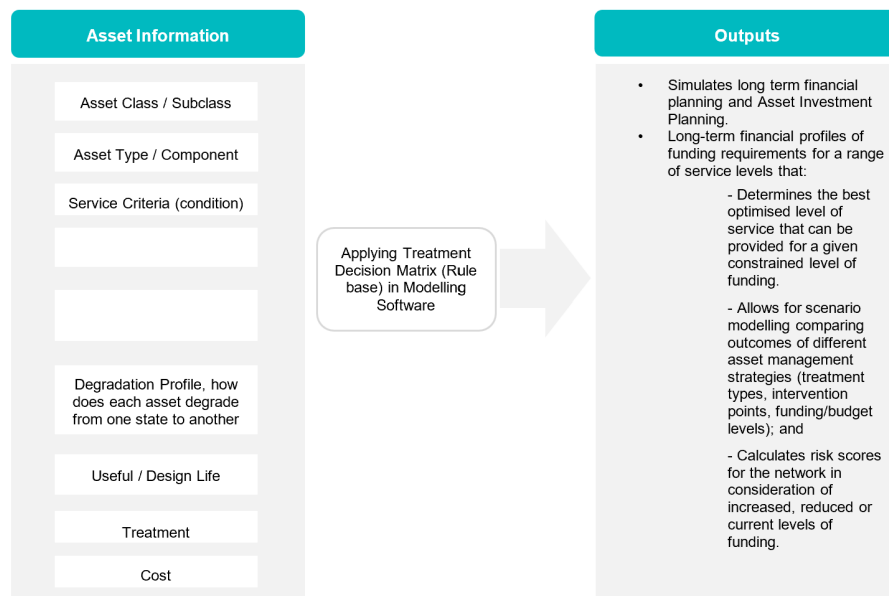 Asset Information
Asset Class / Subclass
Asset Type / Component
Service Criteria (condition)
Degradation Profile, how
does each asset degrade
from one state to another
Useful / Design Life
Treatment
Cost
Applying Treatment
Decision Matrix (Rule
base) in Modelling
Software
Outputs
• Simulates long term financial
planning and Asset Investment
Planning.
• Long-term financial profiles of
funding requirements for a range
of service levels that:
- Determines the best
optimised level of
service that can be
provided for a given
constrained level of
funding.
- Allows for scenario
modelling comparing
outcomes of different
asset management
strategies (treatment
types, intervention
points, funding/budget
levels); and
- Calculates risk scores
for the network in
consideration of
increased, reduced or
current levels of
funding.